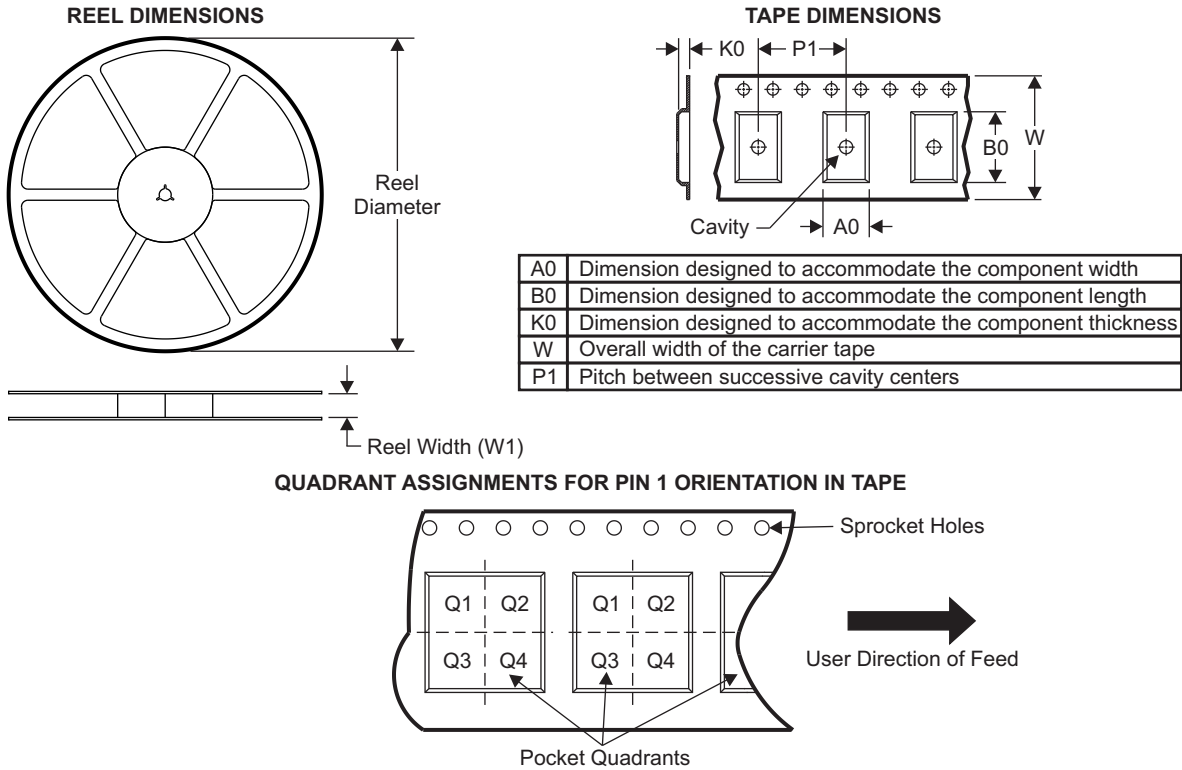 REEL DIMENSIONS
Reel
Diameter
Reel Width (W1)
TAPE DIMENSIONS
K0
P1
B0
W
Cavity
A0
A0 Dimension designed to accommodate the component width
B0 Dimension designed to accommodate the component length
K0 Dimension designed to accommodate the component thickness
W Overall width of the carrier tape
P1 Pitch between successive cavity centers
QUADRANT ASSIGNMENTS FOR PIN 1 ORIENTATION IN TAPE
Sprocket Holes
Q1 Q2 Q1 Q2
Q3 Q4 Q3 Q4
User Direction of Feed
Pocket Quadrants